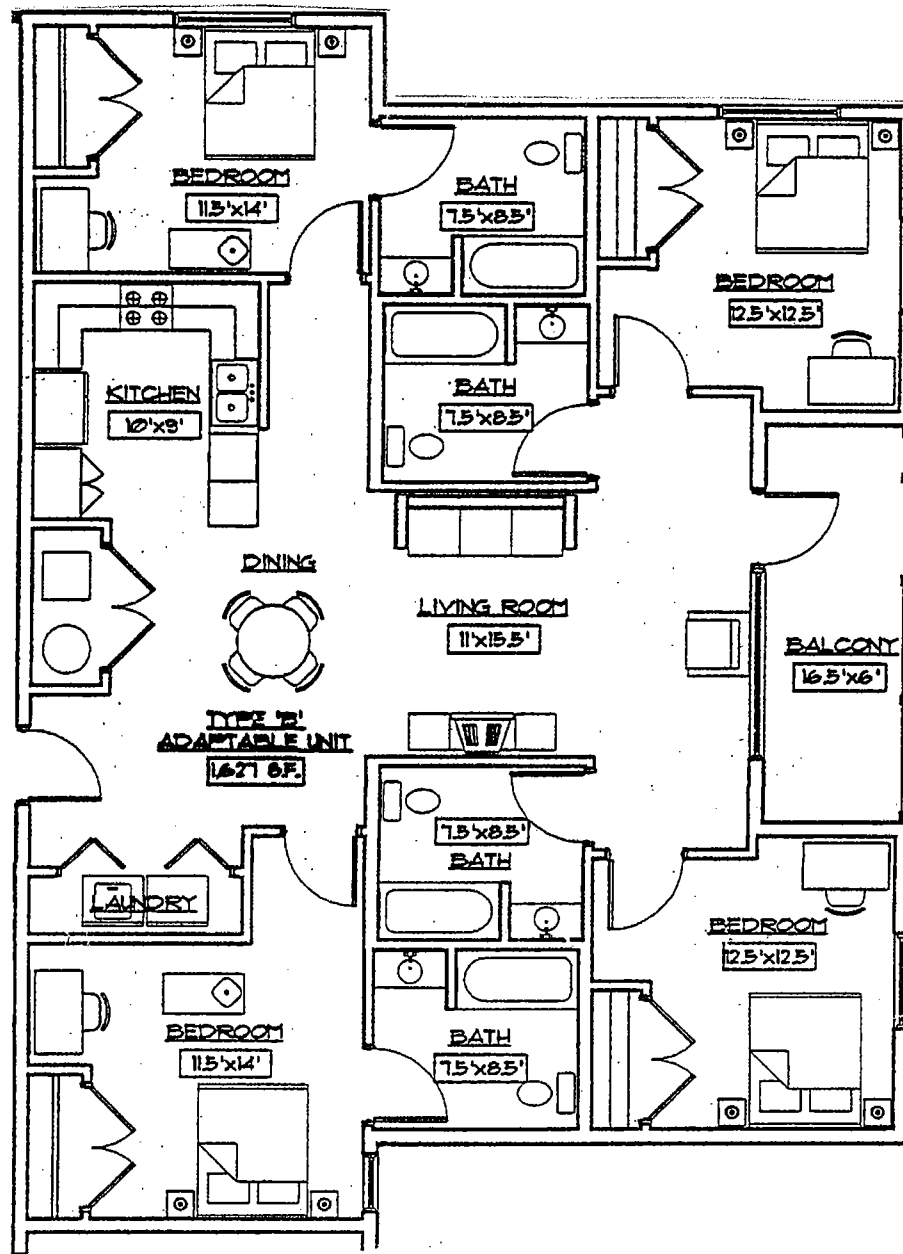 BEDROOM
11.5'x14'
BATH
7.5'x8.5'
BEDROOM
12.5'x12.5'
KITCHEN
10'x9'
BATH
7.5'x8.5'
DINING
LIVING ROOM
11'x15.5'
BALCONY
16.5'x6'
TYPE 'B'
ADAPTABLE UNIT
1,627 S.F.
7.5'x8.5'
BATH
LAUNDRY
BEDROOM
12.5'x12.5'
BEDROOM
11.5'x14'
BATH
7.5'x8.5'